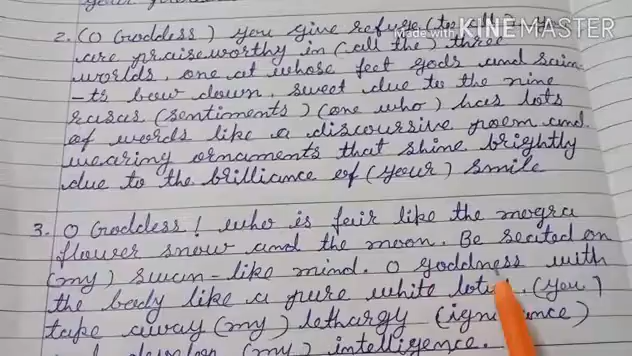 Made with KINEMASTER
2. (O Goddess) you give refuge (to all). You
are praiseworthy in (all the) three
worlds, one at whose feet gods and sain-
-ts bow down, sweet due to the nine
rasas (sentiments) (one who) has lots
of words like a discoursive poem and
wearing ornaments that shine brightly
due to the brilliance of (your) smile
3. O Goddess! who is fair like the mogra
flower snow and the moon. Be seated on
(my) swan-like mind. O goddness with
the body like a pure white (you)
take away (my) lethargy
(my) intelligence.